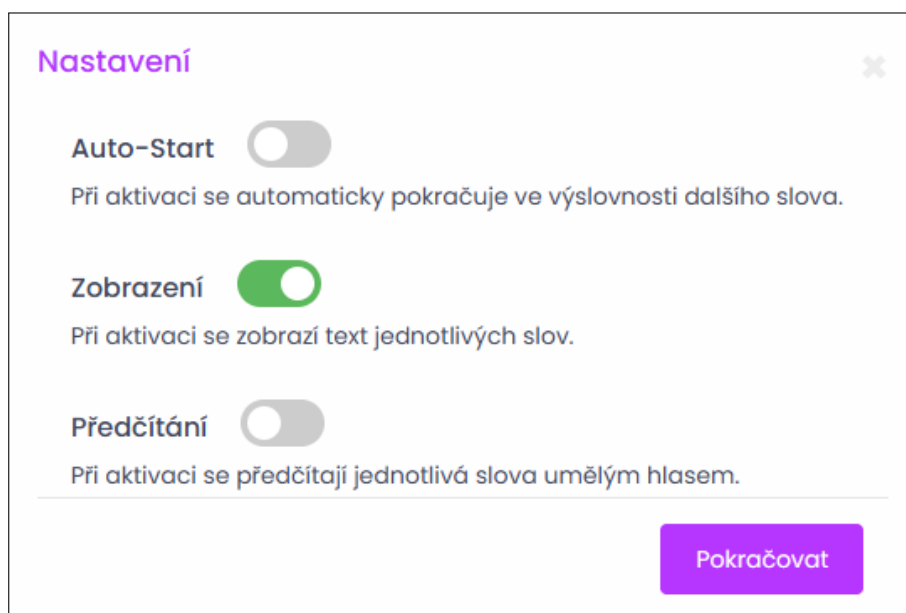 Nastavení
Auto-Start
Při aktivaci se automaticky pokračuje ve výslovnosti dalšího slova.
Zobrazení
Při aktivaci se zobrazí text jednotlivých slov.
Předčítání
Při aktivaci se předčítají jednotlivá slova umělým hlasem.
Pokračovat